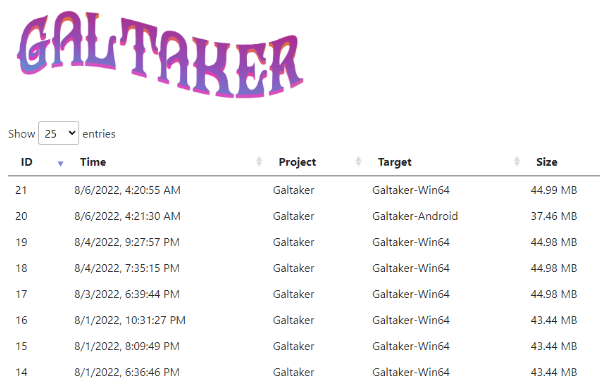 GALTAKER
Show 25 entries
ID Time Project Target Size
21 8/6/2022, 4:20:55 AM Galtaker Galtaker-Win64 44.99 MB
20 8/6/2022, 4:21:30 AM Galtaker Galtaker-Android 37.46 MB
19 8/4/2022, 9:27:57 PM Galtaker Galtaker-Win64 44.98 MB
18 8/4/2022, 7:35:15 PM Galtaker Galtaker-Win64 44.98 MB
17 8/3/2022, 6:39:44 PM Galtaker Galtaker-Win64 44.98 MB
16 8/1/2022, 10:31:27 PM Galtaker Galtaker-Win64 43.44 MB
15 8/1/2022, 8:09:49 PM Galtaker Galtaker-Win64 43.44 MB
14 8/1/2022, 6:36:46 PM Galtaker Galtaker-Win64 43.44 MB